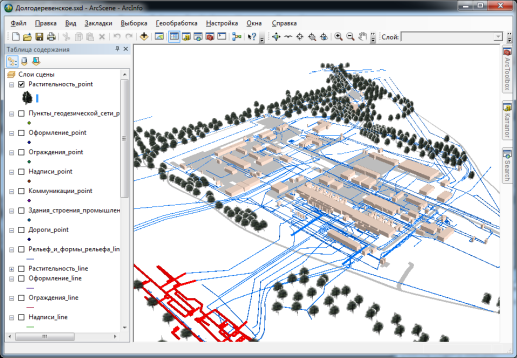 Долгодеревенское.sxd - ArcScene - ArcInfo
Файл Правка Вид Закладки Выборка Геообработка Настройка Окна Справка
Слой:
Таблица содержания
Слои сцены
Растительность_point
Пункты_геодезической_сети_p
Оформление_point
Ограждения_point
Надписи_point
Коммуникации_point
Здания_строения_промышлен
Дороги_point
Рельеф_и_формы_рельефа_lin
Растительность_line
Оформление_line
Ограждения_line
Надписи_line
ArcToolbox
Каталог
Search